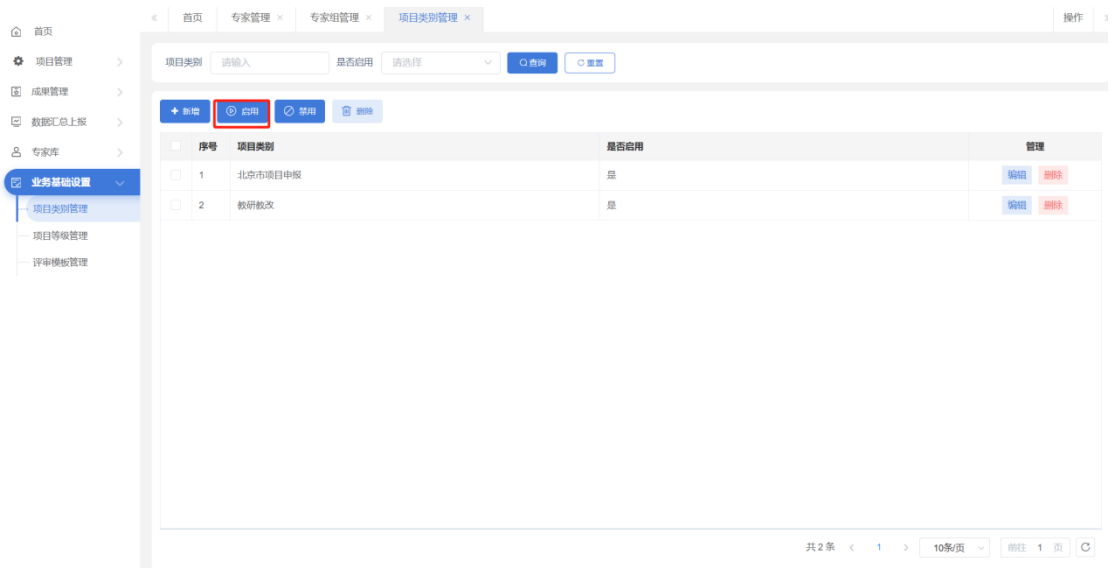 首页 专家管理 × 专家组管理 × 项目类别管理 × 操作
首页
项目管理
成果管理
数据汇总上报
专家库
业务基础设置
项目类别管理
项目等级管理
评审模板管理
项目类别 请输入 是否启用 请选择 查询 重置
+ 新增 启用 禁用 删除
序号 项目类别 是否启用 管理
1 北京市项目申报 是 编辑 删除
2 教研教改 是 编辑 删除
共 2 条 < 1 > 10条/页 前往 1 页